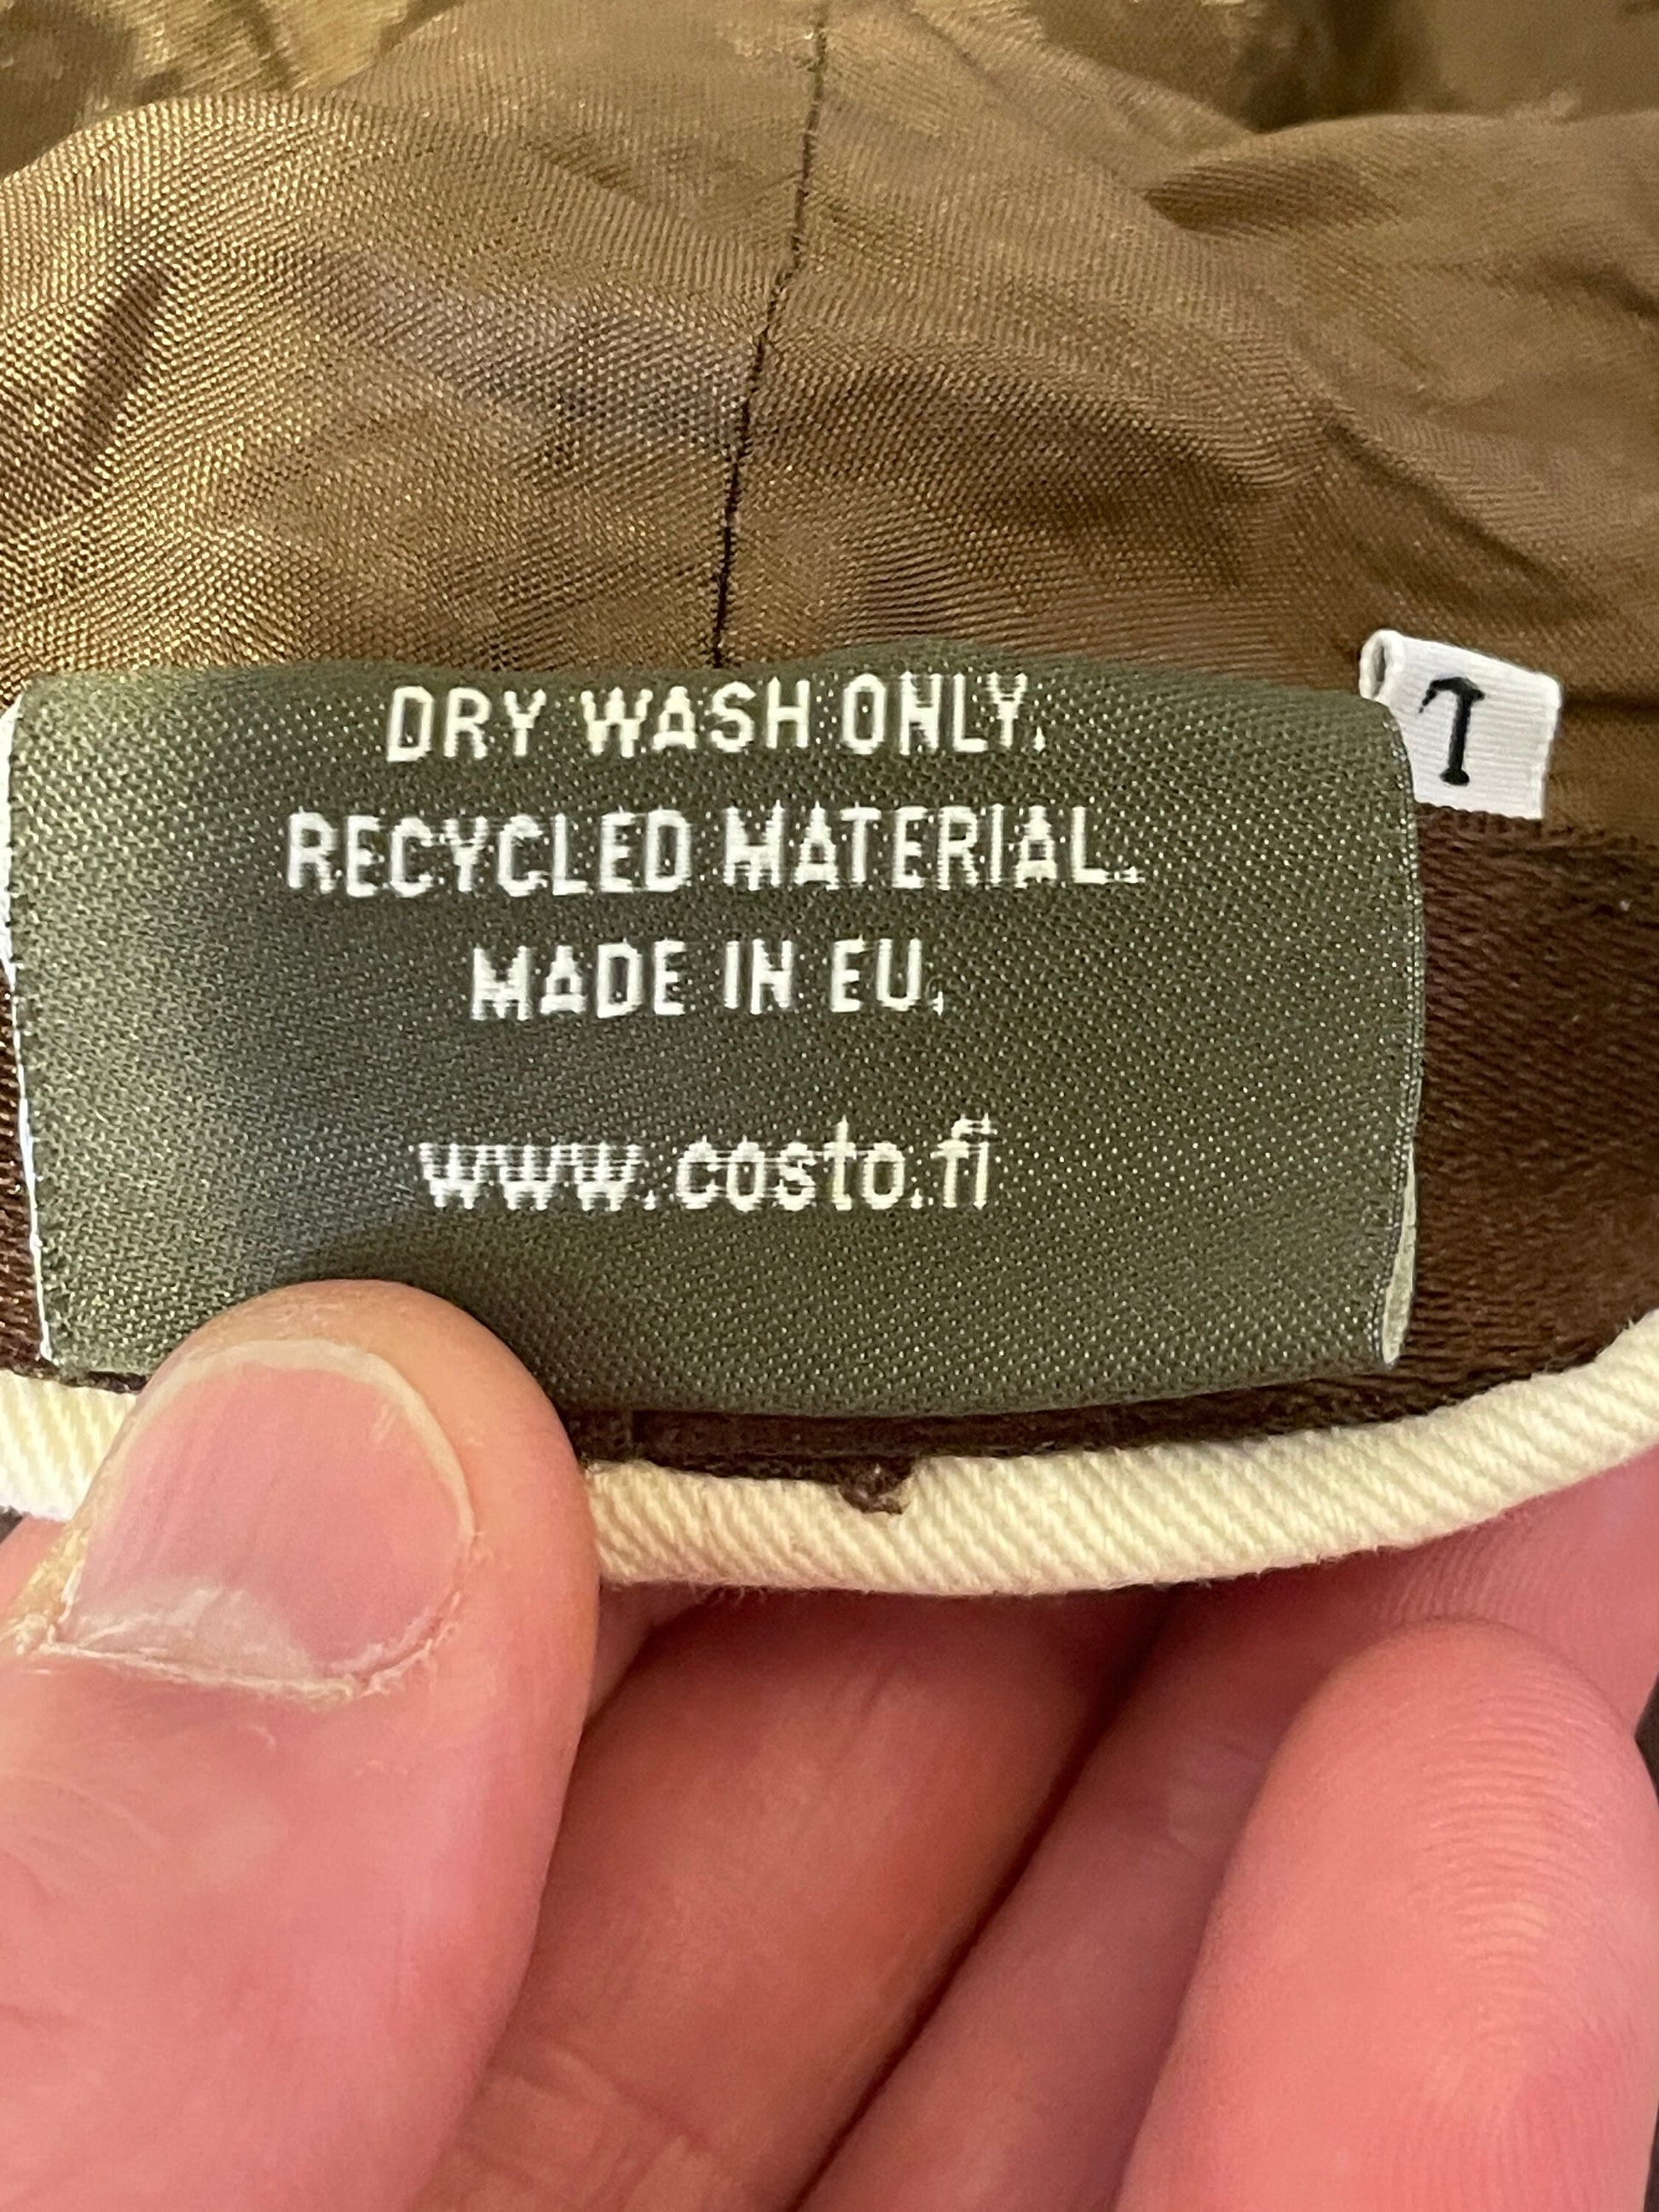 DRY WASH ONLY.
RECYCLED MATERIAL.
MADE IN EU.
www.costo.fi
L